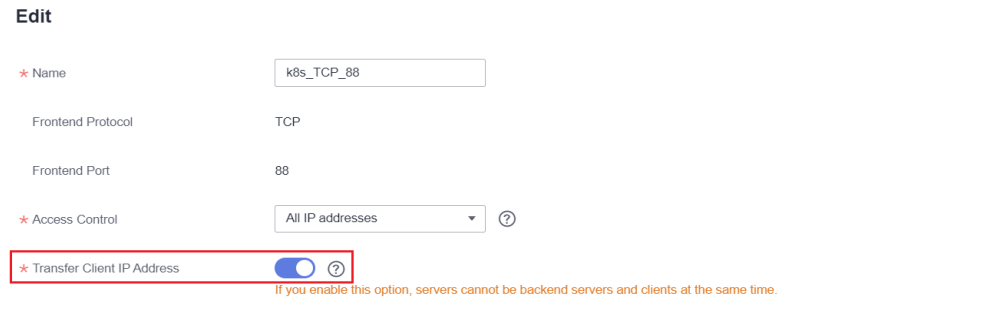 Edit
* Name k8s_TCP_88
Frontend Protocol TCP
Frontend Port 88
* Access Control All IP addresses ?
* Transfer Client IP Address ?
If you enable this option, servers cannot be backend servers and clients at the same time.